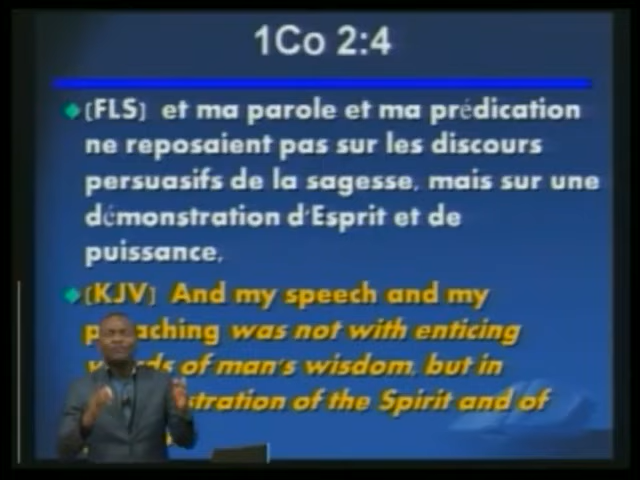 1Co 2:4
[FLS] et ma parole et ma prédication
ne reposaient pas sur les discours
persuasifs de la sagesse, mais sur une
démonstration d'Esprit et de
puissance,
[KJV] And my speech and my
was not with enticing
of man's wisdom, but in
of the Spirit and of